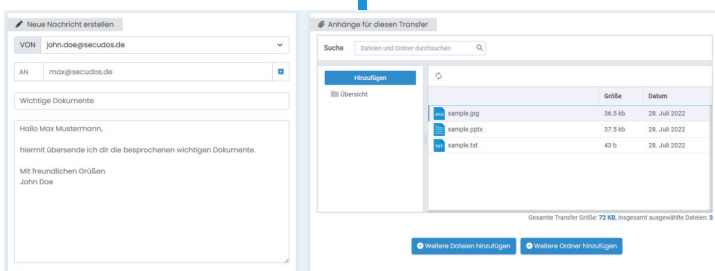 Neue Nachricht erstellen
VON john.doe@secudos.de
AN max@secudos.de
Wichtige Dokumente
Hallo Max Mustermann,
hiermit übersende ich dir die besprochenen wichtigen Dokumente.
Mit freundlichen Grüßen
John Doe
Anhänge für diesen Transfer
Suche Dateien und Ordner durchsuchen
Hinzufügen
Übersicht
Größe Datum
JPEG sample.jpg 36.5 kb 28. Juli 2022
sample.pptx 37.5 kb 28. Juli 2022
TXT sample.txt 43 b 28. Juli 2022
Gesamte Transfer Größe: 72 KB, Insgesamt ausgewählte Dateien: 3
Weitere Dateien hinzufügen Weitere Ordner hinzufügen